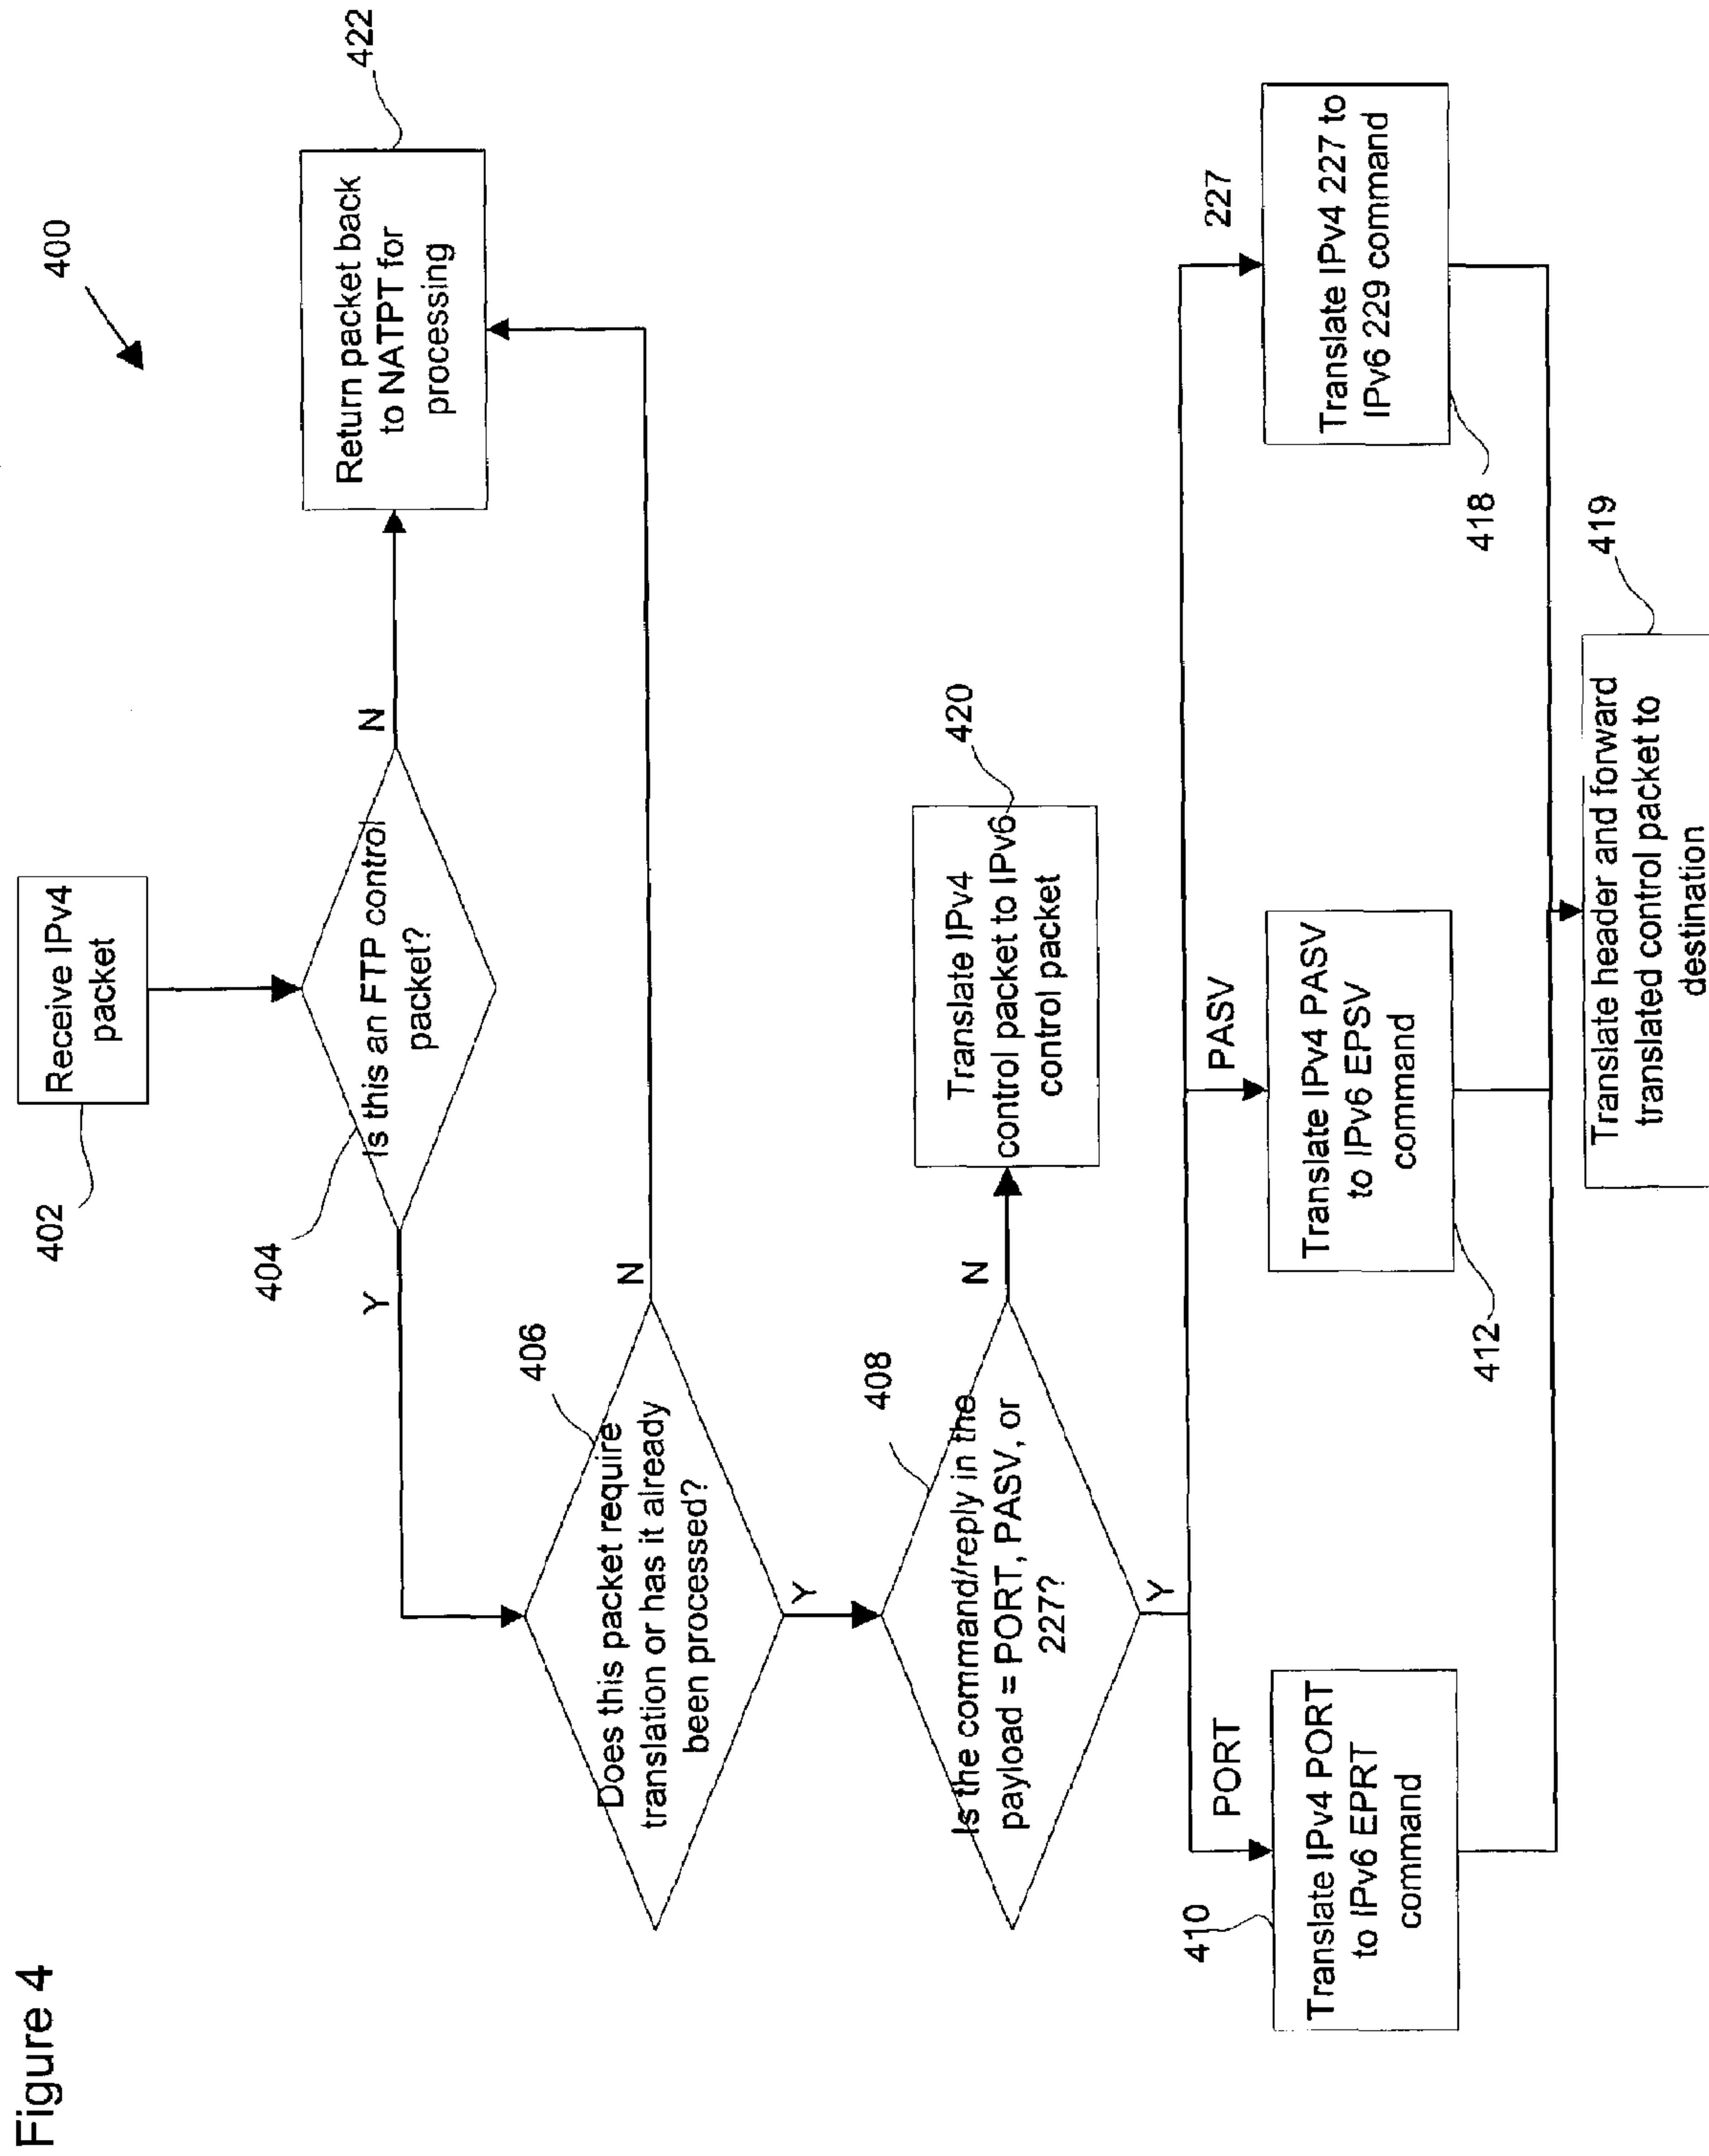 Figure 4
400
Receive IPv4
packet
402
Is this an FTP control
packet?
404
N
Y
Return packet back
to NATPT for
processing
422
Does this packet require
translation or has it already
been processed?
406
N
Y
Is the command/reply in the
payload = PORT, PASV, or
227?
408
N
Y
Translate IPv4
control packet to IPv6
control packet
420
PORT
PASV
227
Translate IPv4 PORT
to IPv6 EPRT
command
410
Translate IPv4 PASV
to IPv6 EPSV
command
412
Translate IPv4 227 to
IPv6 229 command
418
Translate header and forward
translated control packet to
destination
419